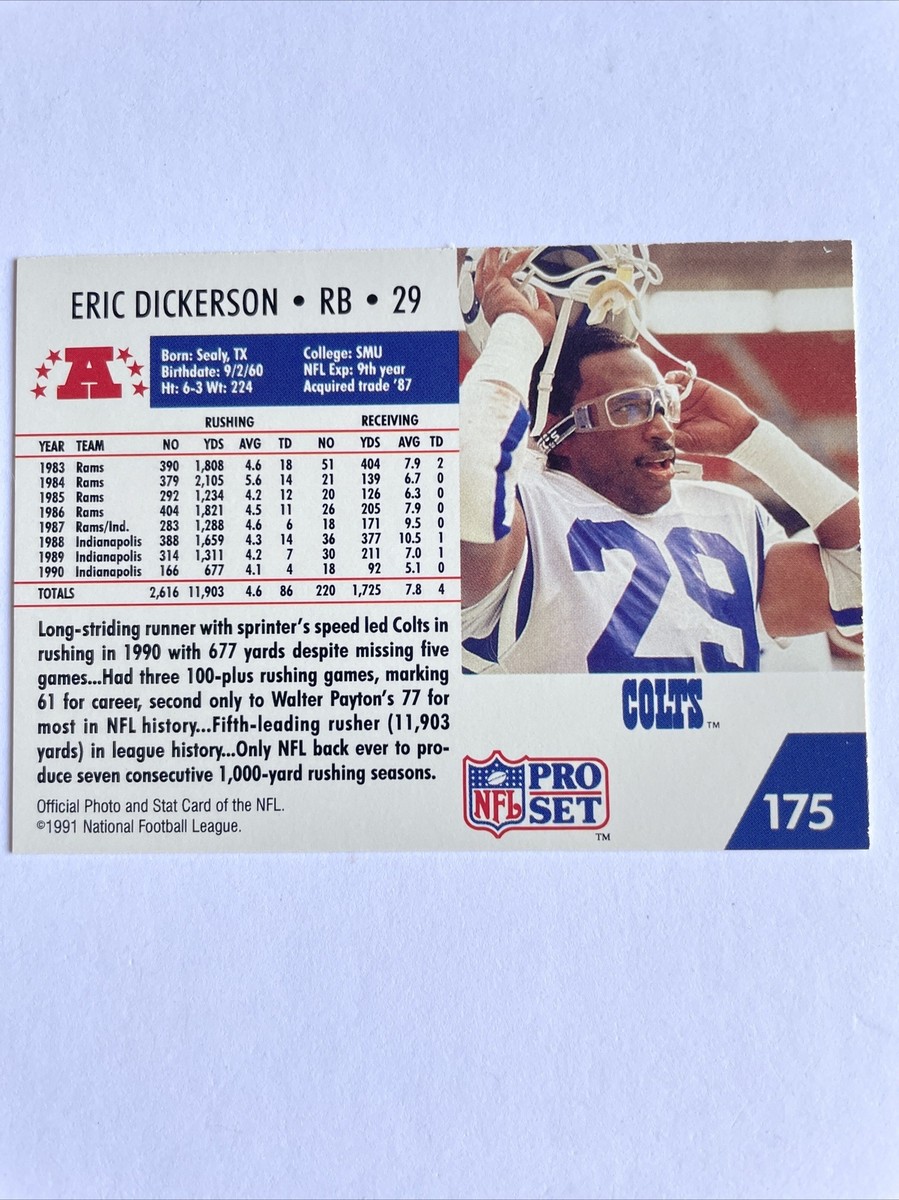 ERIC DICKERSON • RB • 29
A
Born: Sealy, TX College: SMU
Birthdate: 9/2/60 NFL Exp: 9th year
Ht: 6-3 Wt: 224 Acquired trade '87
RUSHING RECEIVING
YEAR TEAM NO YDS AVG TD NO YDS AVG TD
1983 Rams 390 1,808 4.6 18 51 404 7.9 2
1984 Rams 379 2,105 5.6 14 21 139 6.7 0
1985 Rams 292 1,234 4.2 12 20 126 6.3 0
1986 Rams 404 1,821 4.5 11 26 205 7.9 0
1987 Rams/Ind. 283 1,288 4.6 6 18 171 9.5 0
1988 Indianapolis 388 1,659 4.3 14 36 377 10.5 1
1989 Indianapolis 314 1,311 4.2 7 30 211 7.0 1
1990 Indianapolis 166 677 4.1 4 18 92 5.1 0
TOTALS 2,616 11,903 4.6 86 220 1,725 7.8 4
Long-striding runner with sprinter's speed led Colts in
rushing in 1990 with 677 yards despite missing five
games...Had three 100-plus rushing games, marking
61 for career, second only to Walter Payton's 77 for
most in NFL history...Fifth-leading rusher (11,903
yards) in league history...Only NFL back ever to pro-
duce seven consecutive 1,000-yard rushing seasons.
Official Photo and Stat Card of the NFL.
©1991 National Football League.
29
COLTS™
NFL PRO
SET™
175